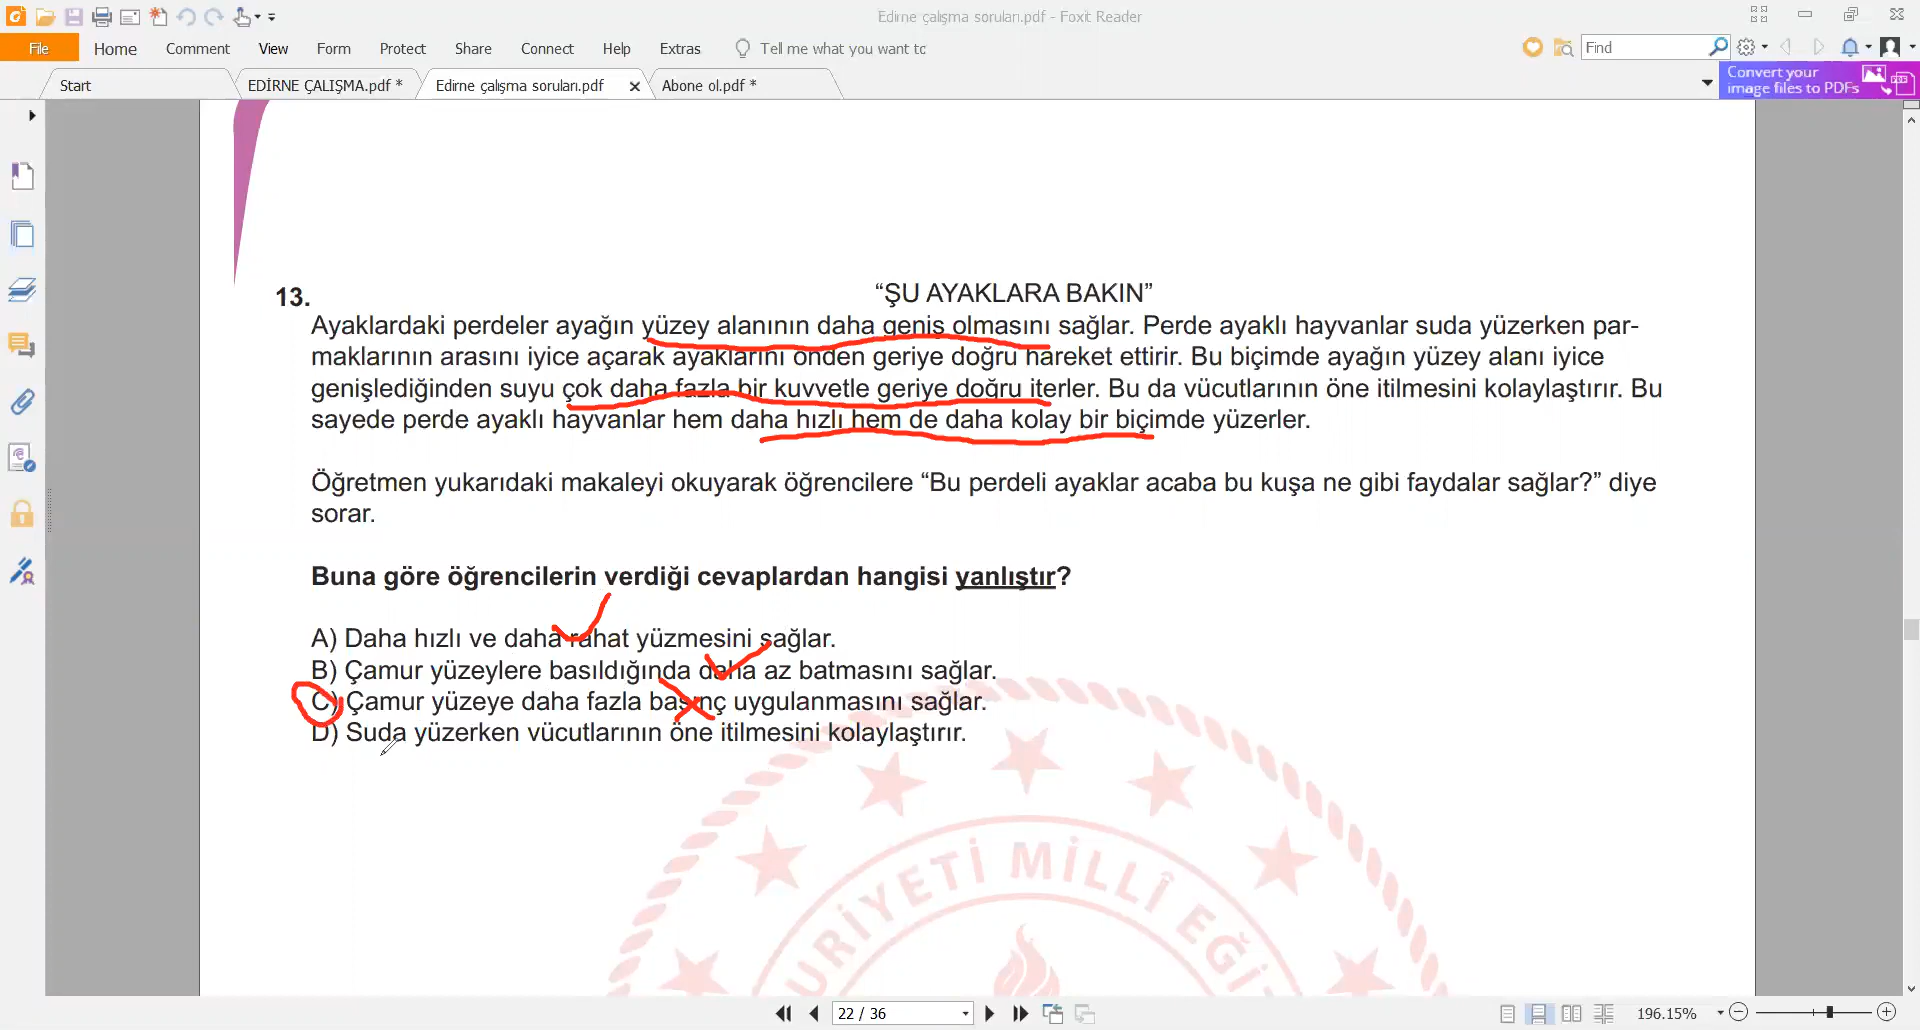 Edirne çalışma soruları.pdf - Foxit Reader
File Home Comment View Form Protect Share Connect Help Extras Tell me what you want to Find
Start EDİRNE ÇALIŞMA.pdf * Edirne çalışma soruları.pdf Abone ol.pdf *
Convert your
image files to PDFs
13. “ŞU AYAKLARA BAKIN”
Ayaklardaki perdeler ayağın yüzey alanının daha geniş olmasını sağlar. Perde ayaklı hayvanlar suda yüzerken par-
maklarının arasını iyice açarak ayaklarını önden geriye doğru hareket ettirir. Bu biçimde ayağın yüzey alanı iyice
genişlediğinden suyu çok daha fazla bir kuvvetle geriye doğru iterler. Bu da vücutlarının öne itilmesini kolaylaştırır. Bu
sayede perde ayaklı hayvanlar hem daha hızlı hem de daha kolay bir biçimde yüzerler.
Öğretmen yukarıdaki makaleyi okuyarak öğrencilere “Bu perdeli ayaklar acaba bu kuşa ne gibi faydalar sağlar?” diye
sorar.
Buna göre öğrencilerin verdiği cevaplardan hangisi yanlıştır?
A) Daha hızlı ve daha rahat yüzmesini sağlar.
B) Çamur yüzeylere basıldığında daha az batmasını sağlar.
C) Çamur yüzeye daha fazla basınç uygulanmasını sağlar.
D) Suda yüzerken vücutlarının öne itilmesini kolaylaştırır.
URİYETİ MİLLÎ EĞİ
22 / 36
196.15%